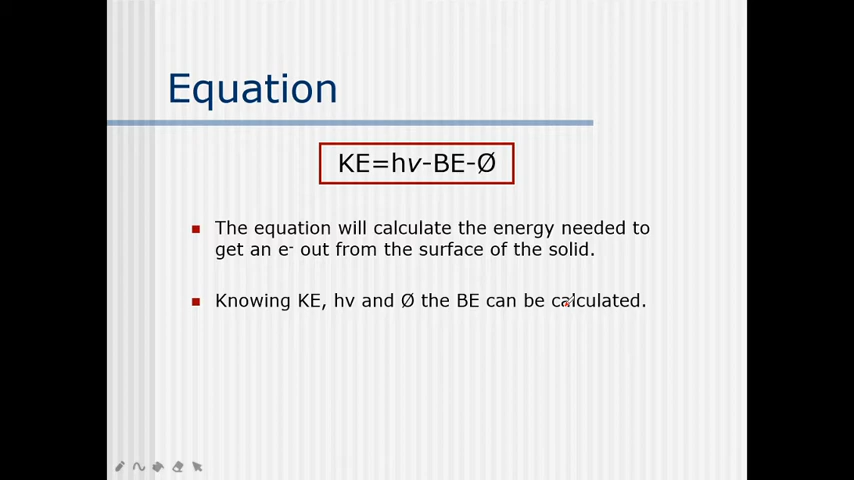 Equation
KE=hv-BE-Ø
The equation will calculate the energy needed to
get an e- out from the surface of the solid.
Knowing KE, hv and Ø the BE can be calculated.